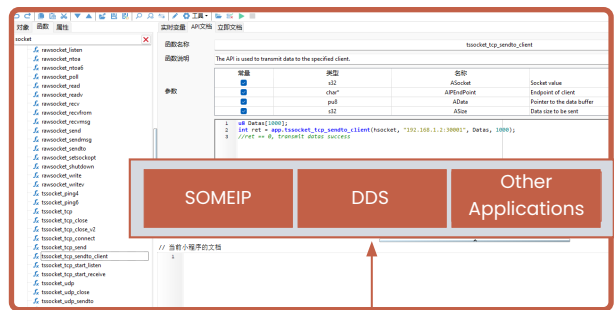 工具
对象 函数 属性
实时变量 API文档 立即文档
socket
rawsocket_listen
rawsocket_ntoa
rawsocket_ntoa6
rawsocket_poll
rawsocket_read
rawsocket_readv
rawsocket_recv
rawsocket_recvfrom
rawsocket_recvmsg
rawsocket_send
rawsocket_sendmsg
rawsocket_sendto
rawsocket_setsockopt
rawsocket_shutdown
rawsocket_write
rawsocket_writev
tssocket_ping4
tssocket_ping6
tssocket_tcp
tssocket_tcp_close
tssocket_tcp_close_v2
tssocket_tcp_connect
tssocket_tcp_send
tssocket_tcp_sendto_client
tssocket_tcp_start_listen
tssocket_tcp_start_receive
tssocket_udp
tssocket_udp_close
tssocket_udp_sendto
函数名称 tssocket_tcp_sendto_client
函数说明 The API is used to transmit data to the specified client.
参数
常量 类型 名称
s32 ASocket Socket value
char* AIPEndPoint Endpoint of client
pu8 AData Pointer to the data buffer
s32 ASize Data size to be sent
1 u8 Datas[1000];
2 int ret = app.tssocket_tcp_sendto_client(hsocket, "192.168.1.2:30001", Datas, 1000);
3 //ret == 0, transmit datas success
SOMEIP
DDS
Other
Applications
// 当前小程序的文档
1